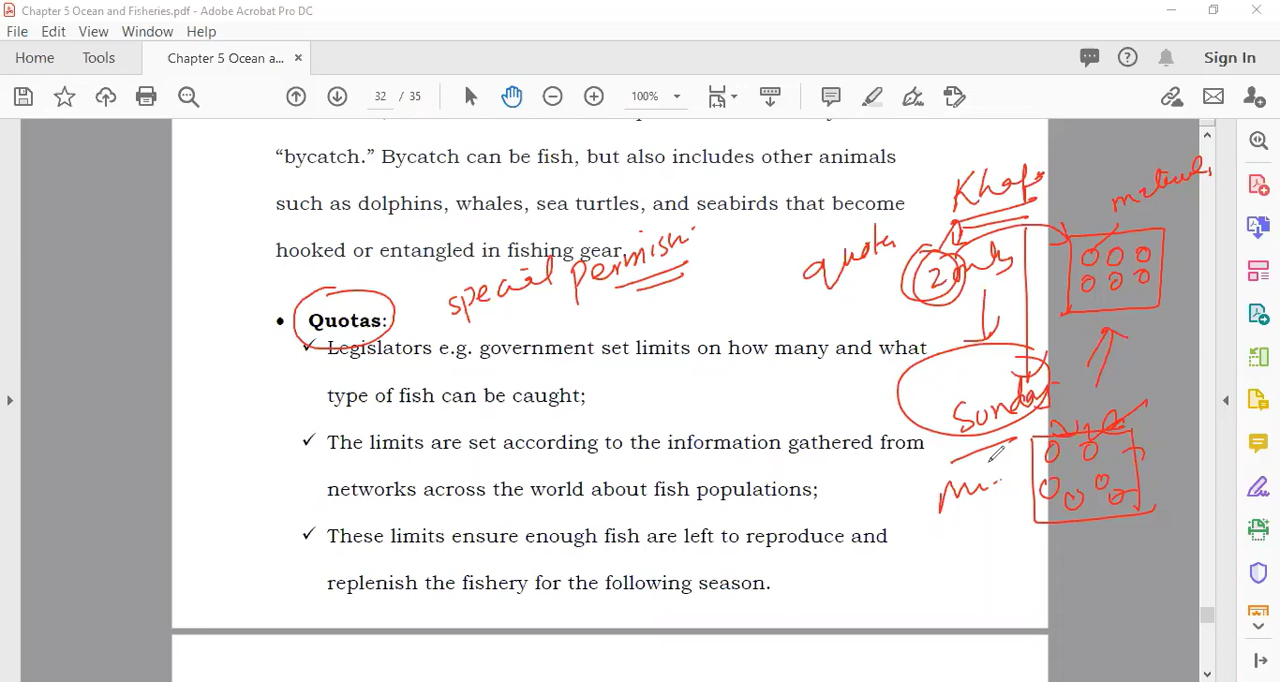 Chapter 5 Ocean and Fisheries.pdf - Adobe Acrobat Pro DC
File Edit View Window Help
Home Tools Chapter 5 Ocean a... × Sign In
32 / 35 100%
"bycatch." Bycatch can be fish, but also includes other animals
such as dolphins, whales, sea turtles, and seabirds that become
hooked or entangled in fishing gear.
special permish.
quotas
2
• Quotas:
✓ Legislators e.g. government set limits on how many and what
type of fish can be caught;
Sunday
✓ The limits are set according to the information gathered from
networks across the world about fish populations;
✓ These limits ensure enough fish are left to reproduce and
replenish the fishery for the following season.